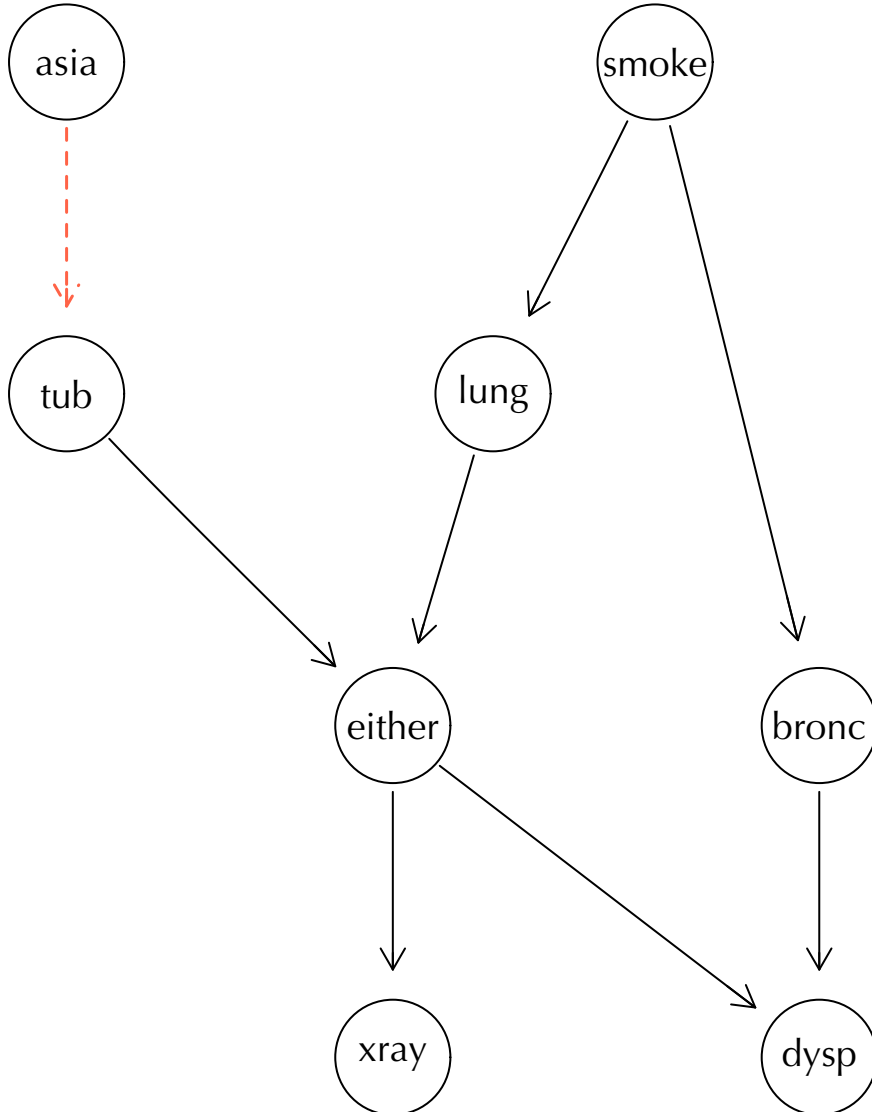 asia
smoke
tub
lung
either
bronc
xray
dysp